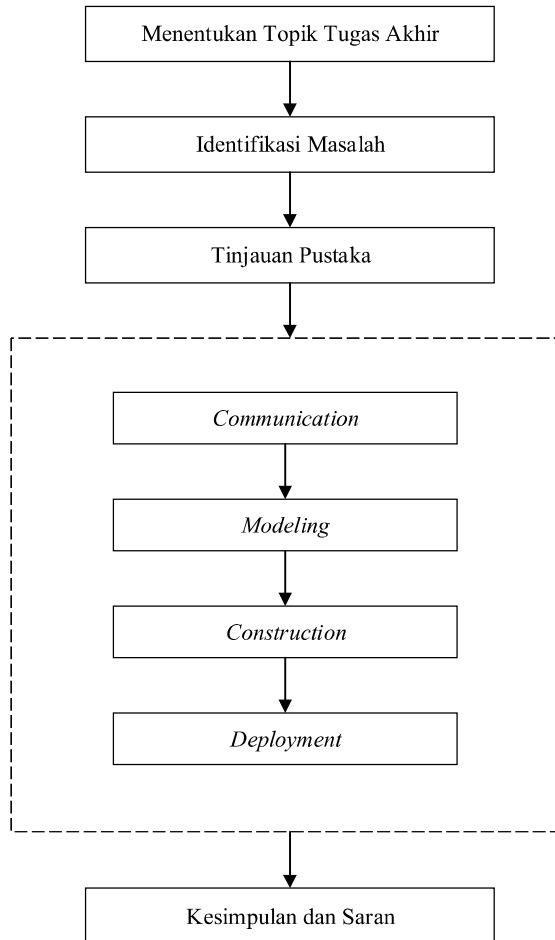 Menentukan Topik Tugas Akhir
Identifikasi Masalah
Tinjauan Pustaka
Communication
Modeling
Construction
Deployment
Kesimpulan dan Saran